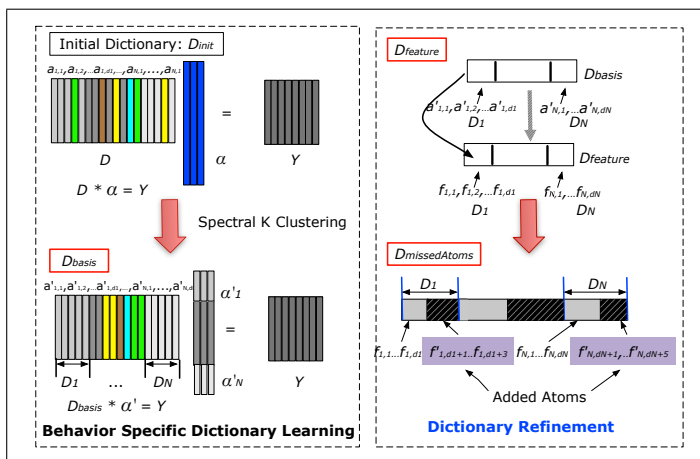 Initial Dictionary: Dinit
a1,1,a1,2,...a1,d1,...,aN,1,...,aN,1
=
D
α
Y
D * α = Y
Spectral K Clustering
Dbasis
a'1,1,a'1,2,...a'1,d1,...,a'N,1,...,a'N,d
α'1
=
D1
...
DN
α'N
Y
Dbasis * α' = Y
Behavior Specific Dictionary Learning
Dfeature
Dbasis
a'1,1,a'1,2,...a'1,d1
a'N,1,...a'N,dN
D1
DN
Dfeature
f1,1, f1,2,...f1,d1
fN,1,...fN,dN
D1
DN
DmissedAtoms
D1
DN
f1,1...f1,d1
f'1,d1+1..f1,d1+3
fN,1...fN,dN
f'N,dN+1,..f'N,dN+5
Added Atoms
Dictionary Refinement